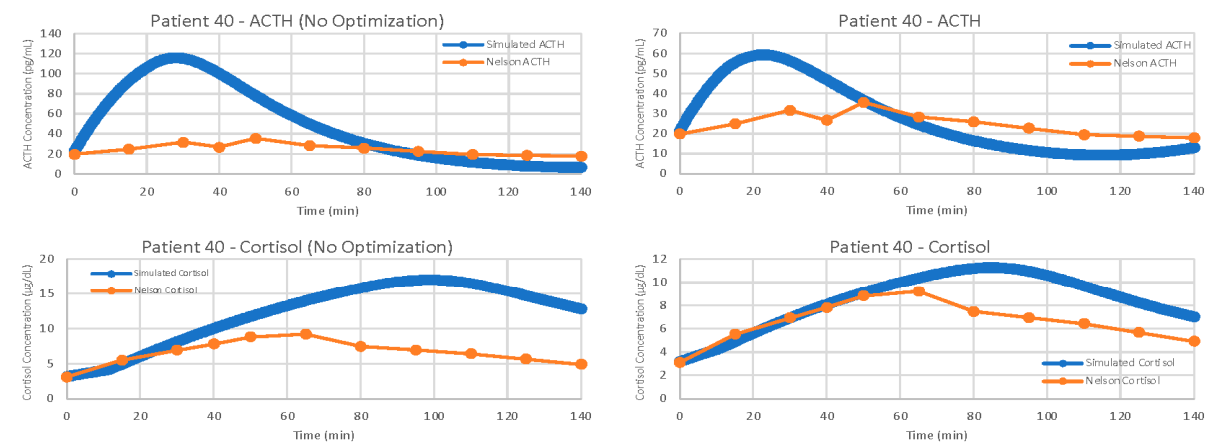 Patient 40 - ACTH (No Optimization)
ACTH Concentration (pg/mL)
140
120
100
80
60
40
20
0
Simulated ACTH
Nelson ACTH
0 20 40 60 80 100 120 140
Time (min)
Patient 40 - ACTH
ACTH Concentration (pg/mL)
70
60
50
40
30
20
10
0
Simulated ACTH
Nelson ACTH
0 20 40 60 80 100 120 140
Time (min)
Patient 40 - Cortisol (No Optimization)
Cortisol Concentration (µg/dL)
20
15
10
5
0
Simulated Cortisol
Nelson Cortisol
0 20 40 60 80 100 120 140
Time (min)
Patient 40 - Cortisol
Cortisol Concentration (µg/dL)
12
10
8
6
4
2
0
Simulated Cortisol
Nelson Cortisol
0 20 40 60 80 100 120 140
Time (min)